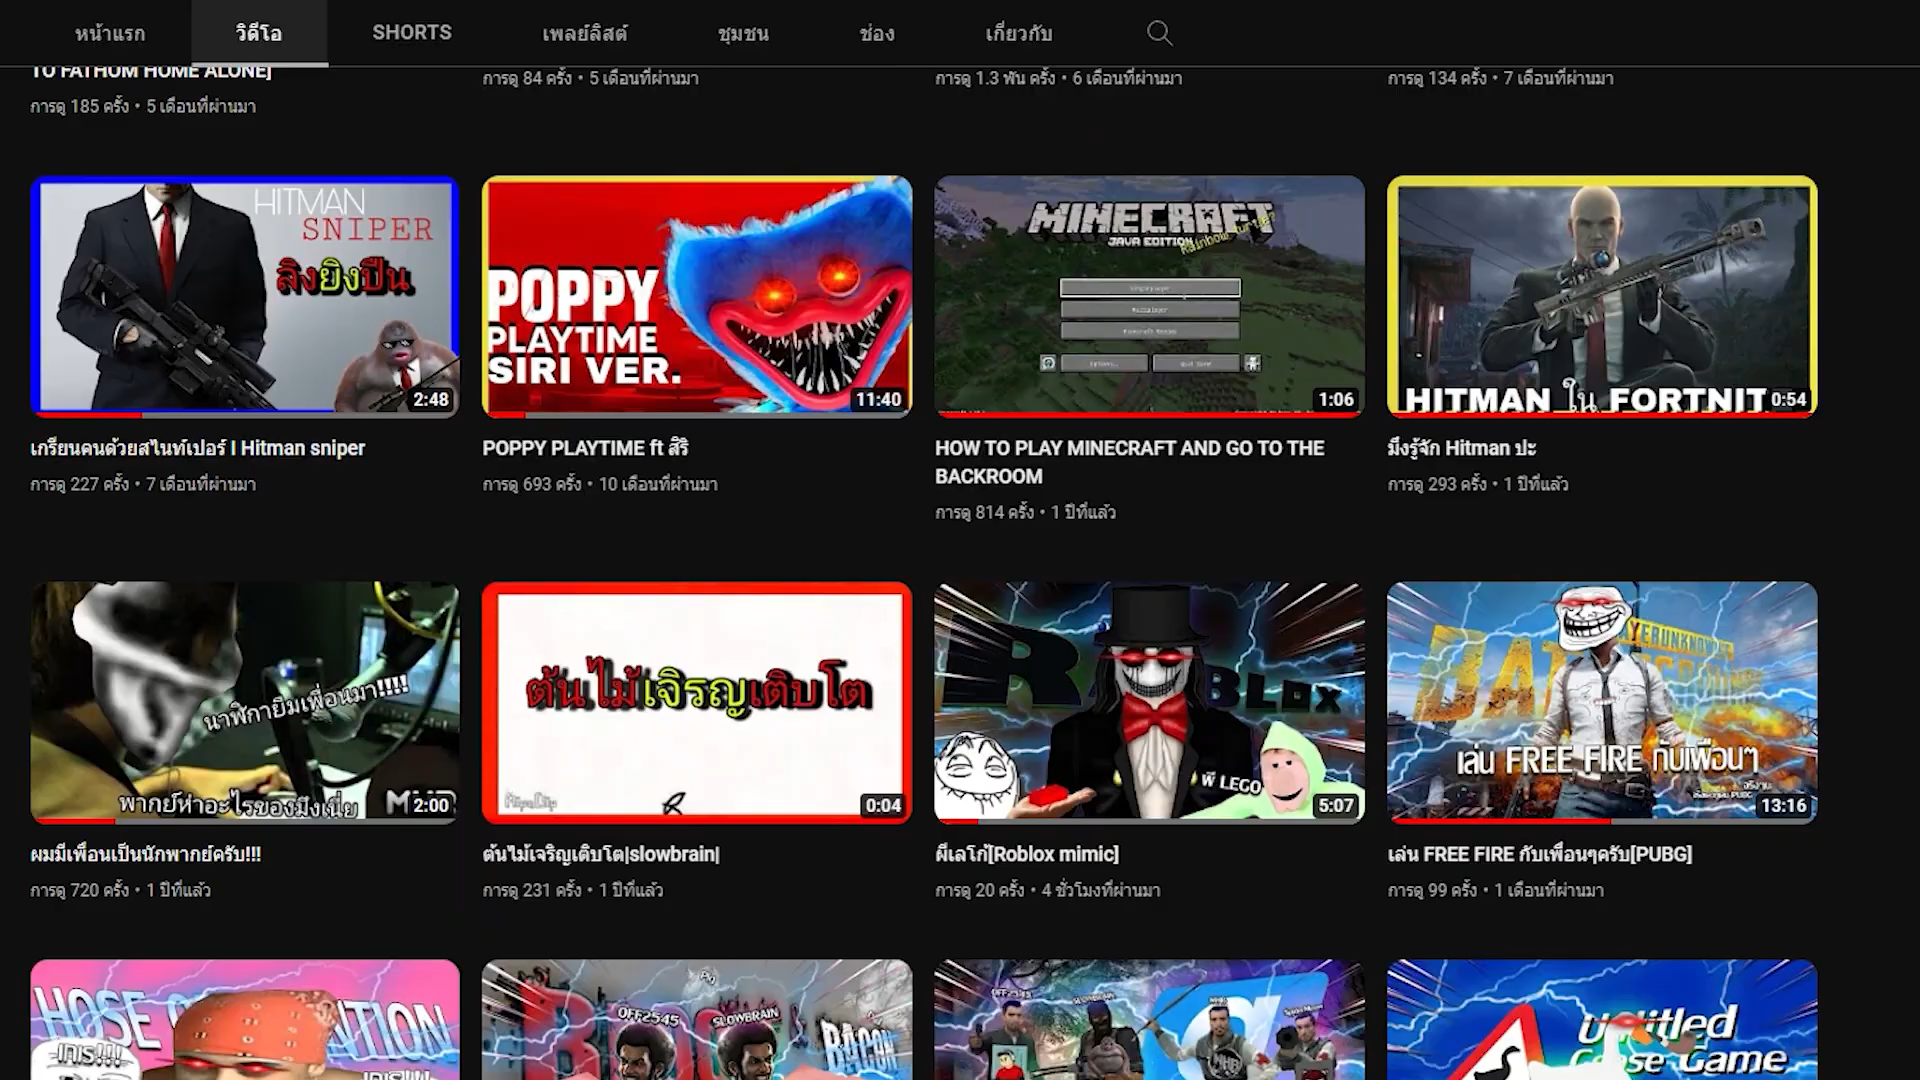 หน้าแรก
วิดีโอ
SHORTS
เพลย์ลิสต์
ชุมชน
ช่อง
เกี่ยวกับ
TO FATHOM HOME ALONE]
การดู 185 ครั้ง • 5 เดือนที่ผ่านมา
การดู 84 ครั้ง • 5 เดือนที่ผ่านมา
การดู 1.3 พัน ครั้ง • 6 เดือนที่ผ่านมา
การดู 134 ครั้ง • 7 เดือนที่ผ่านมา
HITMAN
SNIPER
ลิงยิงปืน
2:48
POPPY
PLAYTIME
SIRI VER.
11:40
MINECRAFT
JAVA EDITION
Rainbow turtle?
1:06
HITMAN ใน FORTNIT
0:54
เกรียนคนด้วยสไนท์เปอร์ I Hitman sniper
การดู 227 ครั้ง • 7 เดือนที่ผ่านมา
POPPY PLAYTIME ft สิริ
การดู 693 ครั้ง • 10 เดือนที่ผ่านมา
HOW TO PLAY MINECRAFT AND GO TO THE
BACKROOM
การดู 814 ครั้ง • 1 ปีที่แล้ว
มึงรู้จัก Hitman ปะ
การดู 293 ครั้ง • 1 ปีที่แล้ว
นาฬิกายืมเพื่อนมา!!!!
พากย์ห่าอะไรของมึงเนี่ย
2:00
ต้นไม้เจิรญเติบโต
0:04
ROBLOX
ผี LEGO
5:07
เล่น FREE FIRE กับเพื่อนๆ
13:16
ผมมีเพื่อนเป็นนักพากย์ครับ!!!
การดู 720 ครั้ง • 1 ปีที่แล้ว
ต้นไม้เจริญเติบโต|slowbrain|
การดู 231 ครั้ง • 1 ปีที่แล้ว
ผีเลโก้[Roblox mimic]
การดู 20 ครั้ง • 4 ชั่วโมงที่ผ่านมา
เล่น FREE FIRE กับเพื่อนๆครับ[PUBG]
การดู 99 ครั้ง • 1 เดือนที่ผ่านมา
OFF2545
SLOWBRAIN
BACON
OFF2545
SLOWBRAIN
Untitled
Goose Game